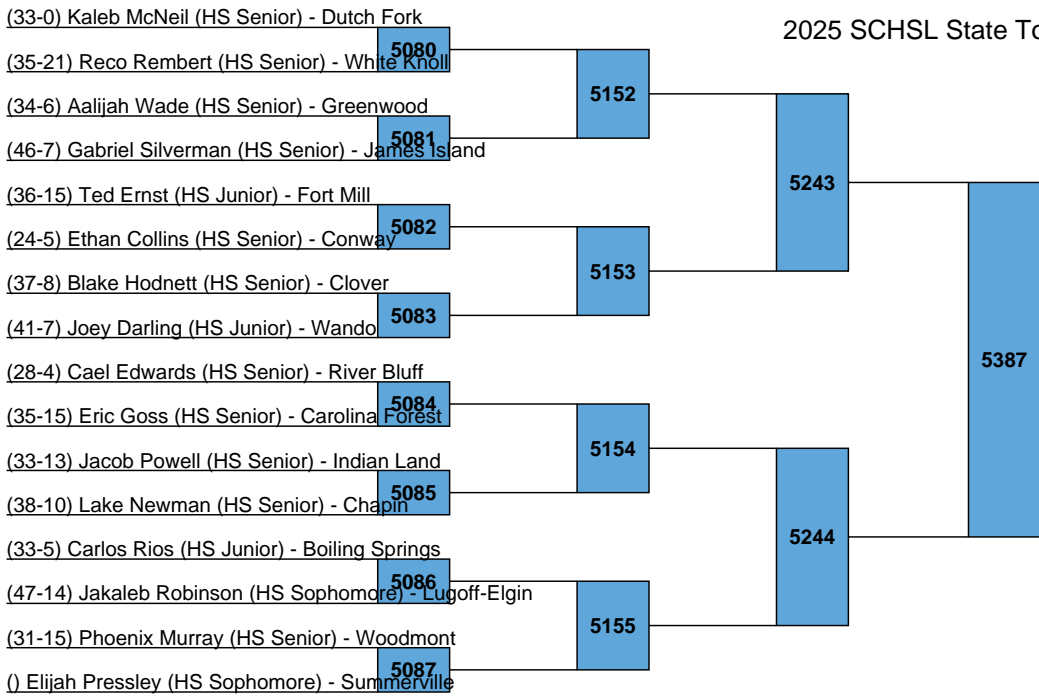 (33-0) Kaleb McNeil (HS Senior) - Dutch Fork
2025 SCHSL State To
5080
(35-21) Reco Rembert (HS Senior) - White Knoll
5152
(34-6) Aalijah Wade (HS Senior) - Greenwood
5081
(46-7) Gabriel Silverman (HS Senior) - James Island
5243
(36-15) Ted Ernst (HS Junior) - Fort Mill
5082
(24-5) Ethan Collins (HS Senior) - Conway
5153
(37-8) Blake Hodnett (HS Senior) - Clover
5083
(41-7) Joey Darling (HS Junior) - Wando
5387
(28-4) Cael Edwards (HS Senior) - River Bluff
5084
(35-15) Eric Goss (HS Senior) - Carolina Forest
5154
(33-13) Jacob Powell (HS Senior) - Indian Land
5085
(38-10) Lake Newman (HS Senior) - Chapin
5244
(33-5) Carlos Rios (HS Junior) - Boiling Springs
5086
(47-14) Jakaleb Robinson (HS Sophomore) - Lugoff-Elgin
5155
(31-15) Phoenix Murray (HS Senior) - Woodmont
5087
() Elijah Pressley (HS Sophomore) - Summerville